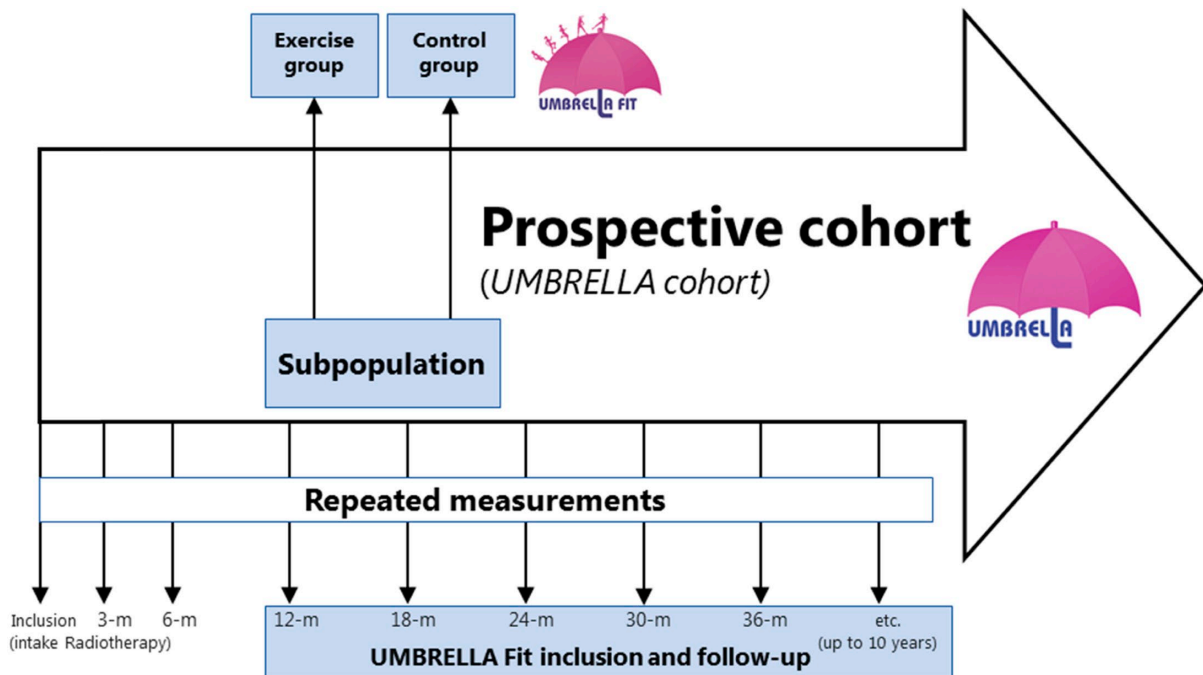 Exercise
group
Control
group
UMBRELLA FIT
Prospective cohort
(UMBRELLA cohort)
UMBRELLA
Subpopulation
Repeated measurements
Inclusion
(intake Radiotherapy)
3-m
6-m
12-m
18-m
24-m
30-m
36-m
etc.
(up to 10 years)
UMBRELLA Fit inclusion and follow-up